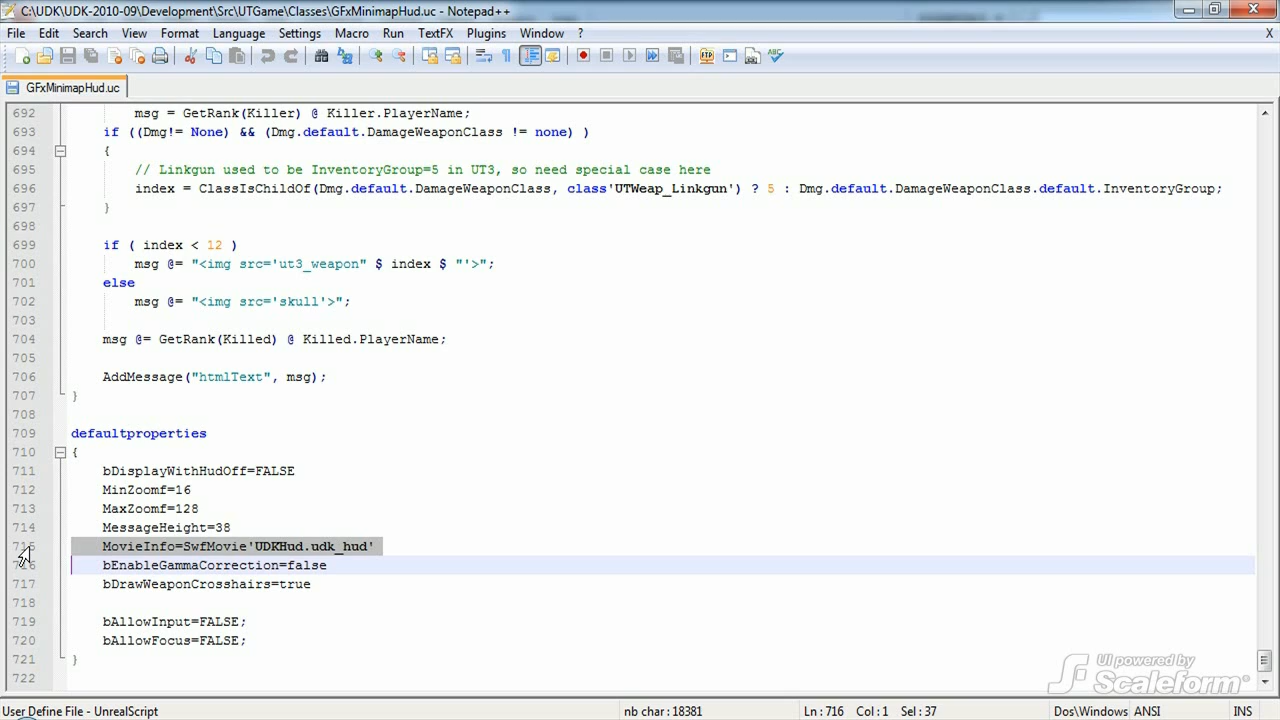 C:\UDK\UDK-2010-09\Development\Src\UTGame\Classes\GFxMinimapHud.uc - Notepad++
File Edit Search View Format Language Settings Macro Run TextFX Plugins Window ? X
GFxMinimapHud.uc
692 msg = GetRank(Killer) @ Killer.PlayerName;
693 if ((Dmg!= None) && (Dmg.default.DamageWeaponClass != none) )
694 {
695 // Linkgun used to be InventoryGroup=5 in UT3, so need special case here
696 index = ClassIsChildOf(Dmg.default.DamageWeaponClass, class'UTWeap_Linkgun') ? 5 : Dmg.default.DamageWeaponClass.default.InventoryGroup;
697 }
698
699 if ( index < 12 )
700 msg @= "<img src='ut3_weapon" $ index $ "'>";
701 else
702 msg @= "<img src='skull'>";
703
704 msg @= GetRank(Killed) @ Killed.PlayerName;
705
706 AddMessage("htmlText", msg);
707 }
708
709 defaultproperties
710 {
711 bDisplayWithHudOff=FALSE
712 MinZoomf=16
713 MaxZoomf=128
714 MessageHeight=38
715 MovieInfo=SwfMovie'UDKHud.udk_hud'
716 bEnableGammaCorrection=false
717 bDrawWeaponCrosshairs=true
718
719 bAllowInput=FALSE;
720 bAllowFocus=FALSE;
721 }
722
UI powered by
Scaleform
User Define File - UnrealScript nb char : 18381 Ln : 716 Col : 1 Sel : 37 Dos\Windows ANSI INS